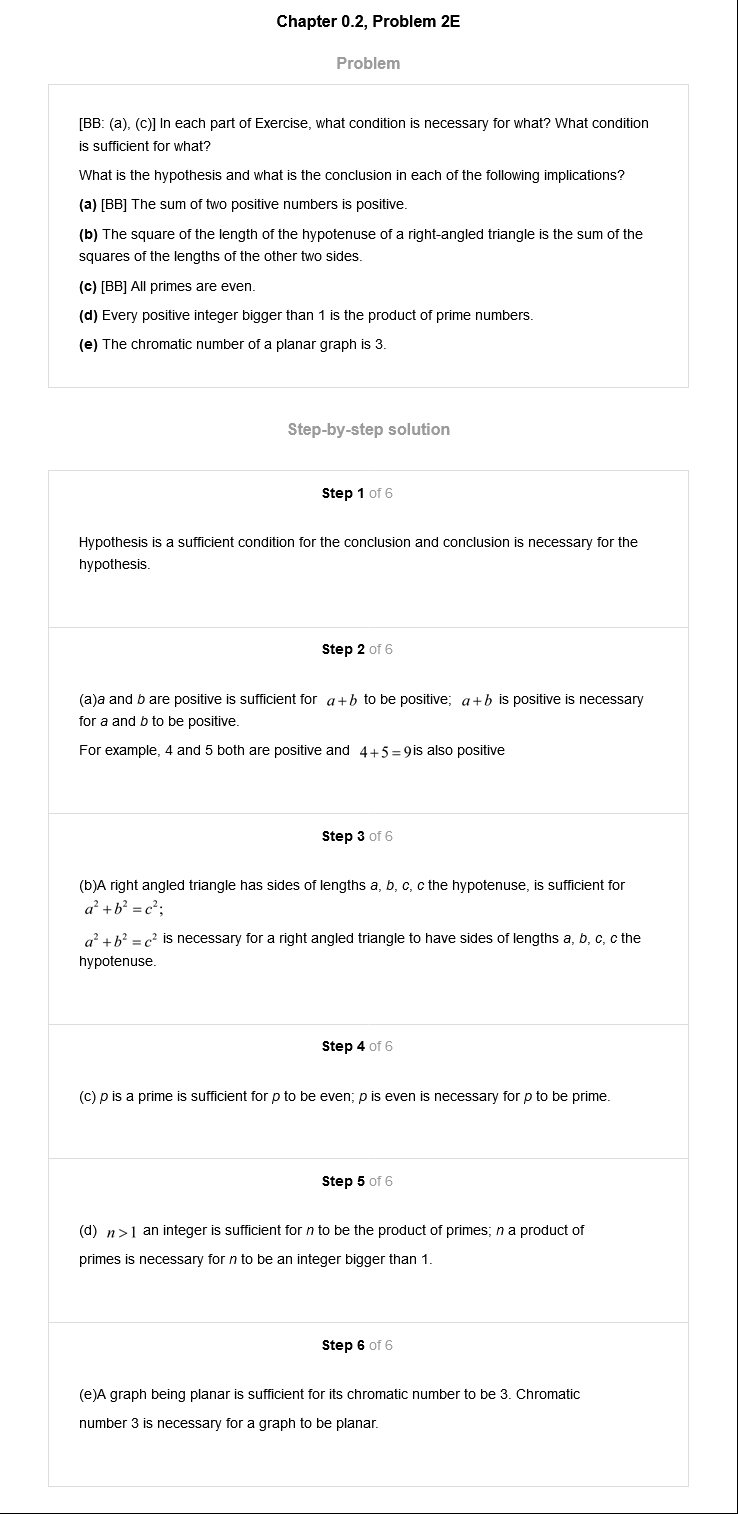 Chapter 0.2, Problem 2E
Problem
[BB: (a), (c)] In each part of Exercise, what condition is necessary for what? What condition
is sufficient for what?
What is the hypothesis and what is the conclusion in each of the following implications?
(a) [BB] The sum of two positive numbers is positive.
(b) The square of the length of the hypotenuse of a right-angled triangle is the sum of the
squares of the lengths of the other two sides.
(c) [BB] All primes are even.
(d) Every positive integer bigger than 1 is the product of prime numbers.
(e) The chromatic number of a planar graph is 3.
Step-by-step solution
Step 1 of 6
Hypothesis is a sufficient condition for the conclusion and conclusion is necessary for the
hypothesis.
Step 2 of 6
(a)a and b are positive is sufficient for a+b to be positive; a+b is positive is necessary
for a and b to be positive.
For example, 4 and 5 both are positive and 4+5=9is also positive
Step 3 of 6
(b)A right angled triangle has sides of lengths a, b, c, c the hypotenuse, is sufficient for
a² + b² = c²;
a² + b² = c² is necessary for a right angled triangle to have sides of lengths a, b, c, c the
hypotenuse.
Step 4 of 6
(c) p is a prime is sufficient for p to be even; p is even is necessary for p to be prime.
Step 5 of 6
(d) n>1 an integer is sufficient for n to be the product of primes; n a product of
primes is necessary for n to be an integer bigger than 1.
Step 6 of 6
(e)A graph being planar is sufficient for its chromatic number to be 3. Chromatic
number 3 is necessary for a graph to be planar.